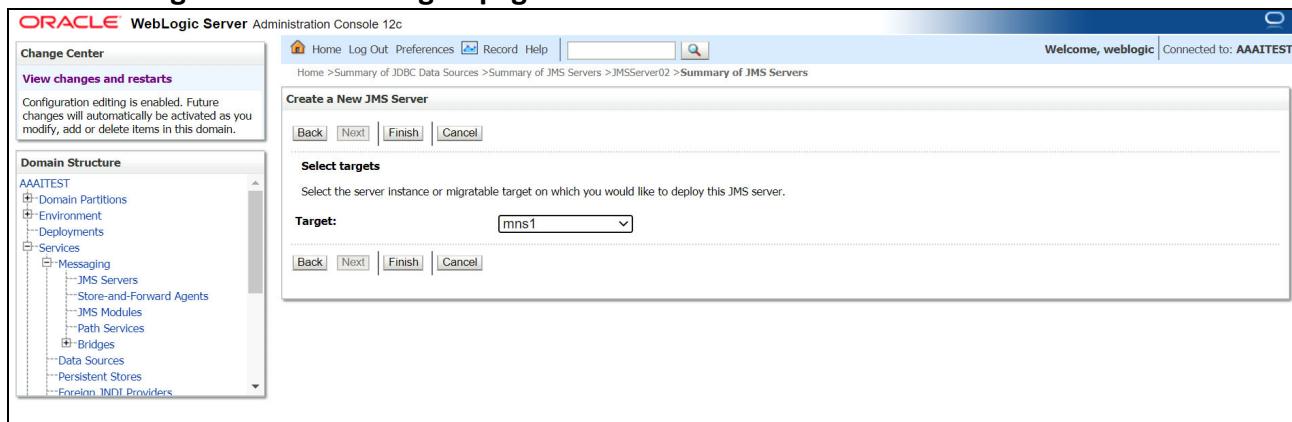 ORACLE WebLogic Server Administration Console 12c
Change Center
View changes and restarts
Configuration editing is enabled. Future
changes will automatically be activated as you
modify, add or delete items in this domain.
Domain Structure
AAAITEST
Domain Partitions
Environment
Deployments
Services
Messaging
JMS Servers
Store-and-Forward Agents
JMS Modules
Path Services
Bridges
Data Sources
Persistent Stores
Foreign JNDI Providers
Home Log Out Preferences Record Help
Welcome, weblogic Connected to: AAAITEST
Home >Summary of JDBC Data Sources >Summary of JMS Servers >JMSServer02 >Summary of JMS Servers
Create a New JMS Server
Back Next Finish Cancel
Select targets
Select the server instance or migratable target on which you would like to deploy this JMS server.
Target: mns1
Back Next Finish Cancel